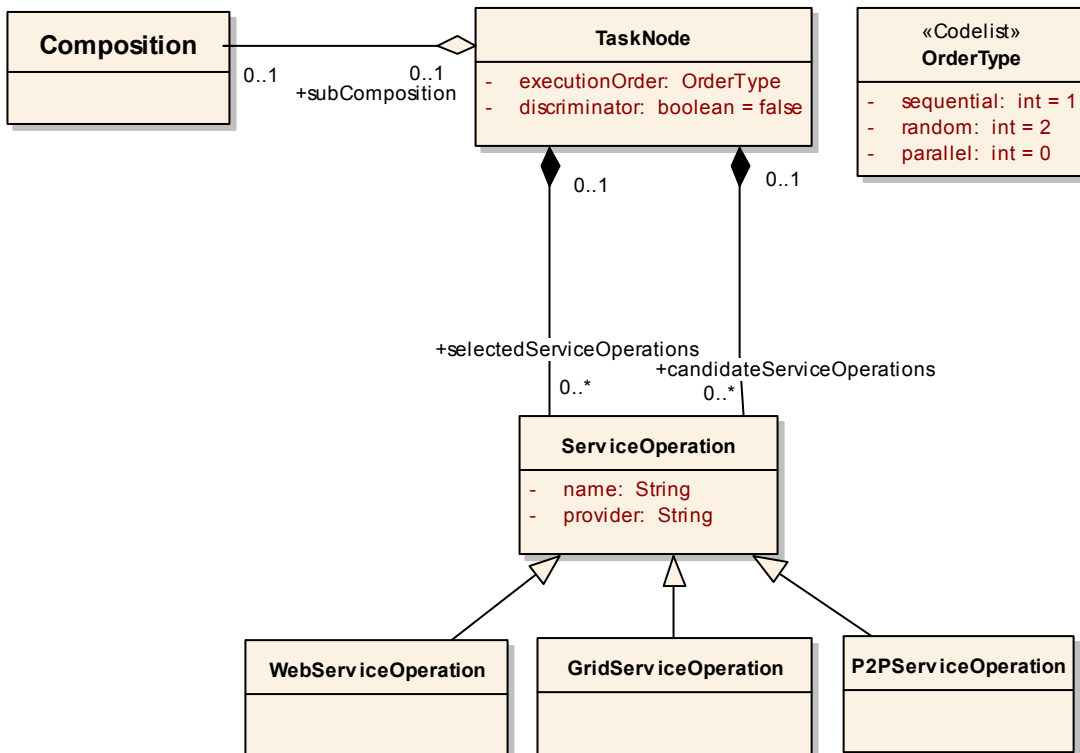 Composition
TaskNode
- executionOrder: OrderType
- discriminator: boolean = false
«Codelist»
OrderType
- sequential: int = 1
- random: int = 2
- parallel: int = 0
0..1
0..1
+subComposition
0..1
0..1
+selectedServiceOperations
+candidateServiceOperations
0..*
0..*
ServiceOperation
- name: String
- provider: String
WebServiceOperation
GridServiceOperation
P2PServiceOperation